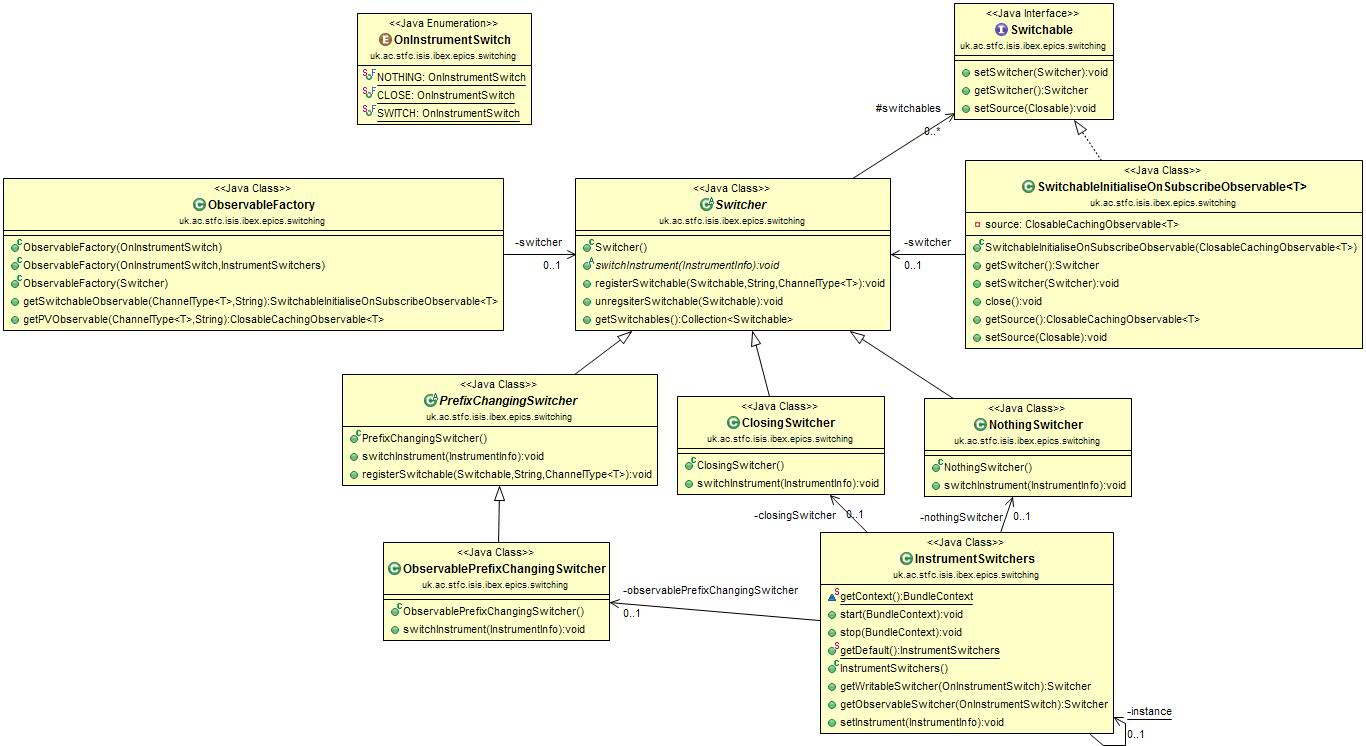 <<Java Enumeration>>
OnInstrumentSwitch
uk.ac.stfc.isis.ibex.epics.switching
NOTHING: OnInstrumentSwitch
CLOSE: OnInstrumentSwitch
SWITCH: OnInstrumentSwitch
<<Java Interface>>
Switchable
uk.ac.stfc.isis.ibex.epics.switching
setSwitcher(Switcher):void
getSwitcher():Switcher
setSource(Closable):void
#switchables
0..*
<<Java Class>>
ObservableFactory
uk.ac.stfc.isis.ibex.epics.switching
ObservableFactory(OnInstrumentSwitch)
ObservableFactory(OnInstrumentSwitch,InstrumentSwitchers)
ObservableFactory(Switcher)
getSwitchableObservable(ChannelType<T>,String):SwitchableInitialiseOnSubscribeObservable<T>
getPVObservable(ChannelType<T>,String):ClosableCachingObservable<T>
-switcher
0..1
<<Java Class>>
Switcher
uk.ac.stfc.isis.ibex.epics.switching
Switcher()
switchInstrument(InstrumentInfo):void
registerSwitchable(Switchable,String,ChannelType<T>):void
unregsiterSwitchable(Switchable):void
getSwitchables():Collection<Switchable>
-switcher
0..1
<<Java Class>>
SwitchableInitialiseOnSubscribeObservable<T>
uk.ac.stfc.isis.ibex.epics.switching
source: ClosableCachingObservable<T>
SwitchableInitialiseOnSubscribeObservable(ClosableCachingObservable<T>)
getSwitcher():Switcher
setSwitcher(Switcher):void
close():void
getSource():ClosableCachingObservable<T>
setSource(Closable):void
<<Java Class>>
PrefixChangingSwitcher
uk.ac.stfc.isis.ibex.epics.switching
PrefixChangingSwitcher()
switchInstrument(InstrumentInfo):void
registerSwitchable(Switchable,String,ChannelType<T>):void
<<Java Class>>
ClosingSwitcher
uk.ac.stfc.isis.ibex.epics.switching
ClosingSwitcher()
switchInstrument(InstrumentInfo):void
<<Java Class>>
NothingSwitcher
uk.ac.stfc.isis.ibex.epics.switching
NothingSwitcher()
switchInstrument(InstrumentInfo):void
-closingSwitcher
0..1
-nothingSwitcher
0..1
<<Java Class>>
ObservablePrefixChangingSwitcher
uk.ac.stfc.isis.ibex.epics.switching
ObservablePrefixChangingSwitcher()
switchInstrument(InstrumentInfo):void
-observablePrefixChangingSwitcher
0..1
<<Java Class>>
InstrumentSwitchers
uk.ac.stfc.isis.ibex.epics.switching
getContext():BundleContext
start(BundleContext):void
stop(BundleContext):void
getDefault():InstrumentSwitchers
InstrumentSwitchers()
getWritableSwitcher(OnInstrumentSwitch):Switcher
getObservableSwitcher(OnInstrumentSwitch):Switcher
setInstrument(InstrumentInfo):void
-instance
0..1